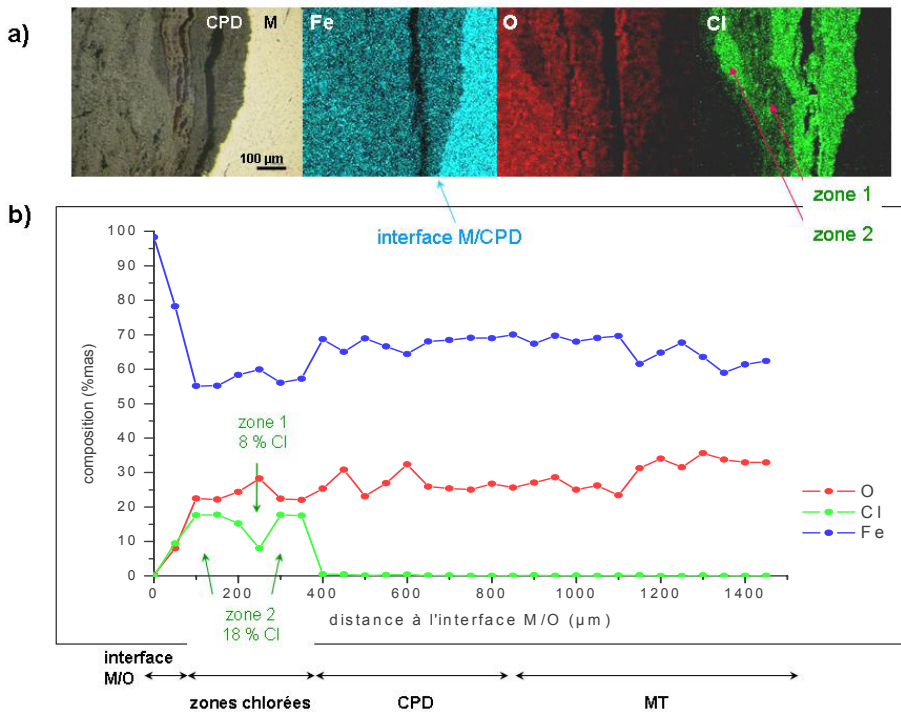 a)
CPD M
Fe
O
Cl
100 µm
zone 1
zone 2
interface M/CPD
b)
100
90
80
70
60
50
40
30
20
10
0
composition (%mas)
zone 1
8 % Cl
zone 2
18 % Cl
O
Cl
Fe
0 200 400 600 800 1000 1200 1400
distance à l'interface M/O (µm)
interface
M/O
zones chlorées
CPD
MT